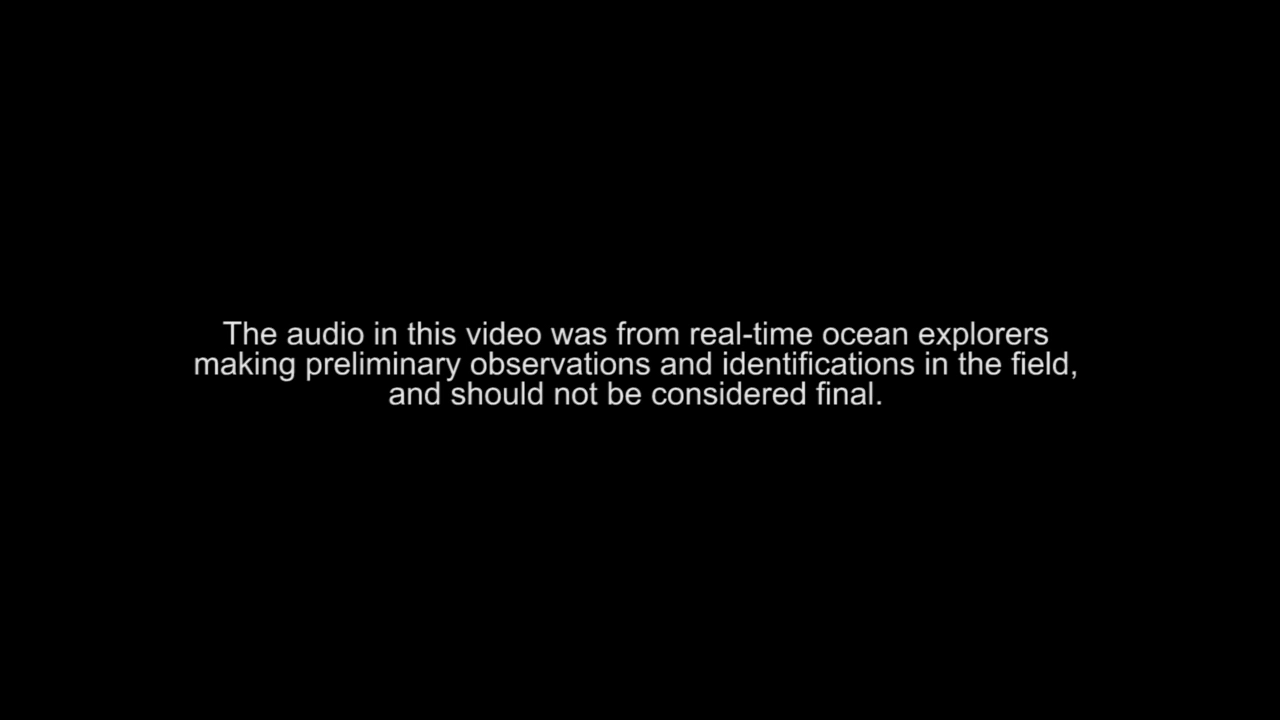 The audio in this video was from real-time ocean explorers
making preliminary observations and identifications in the field,
and should not be considered final.